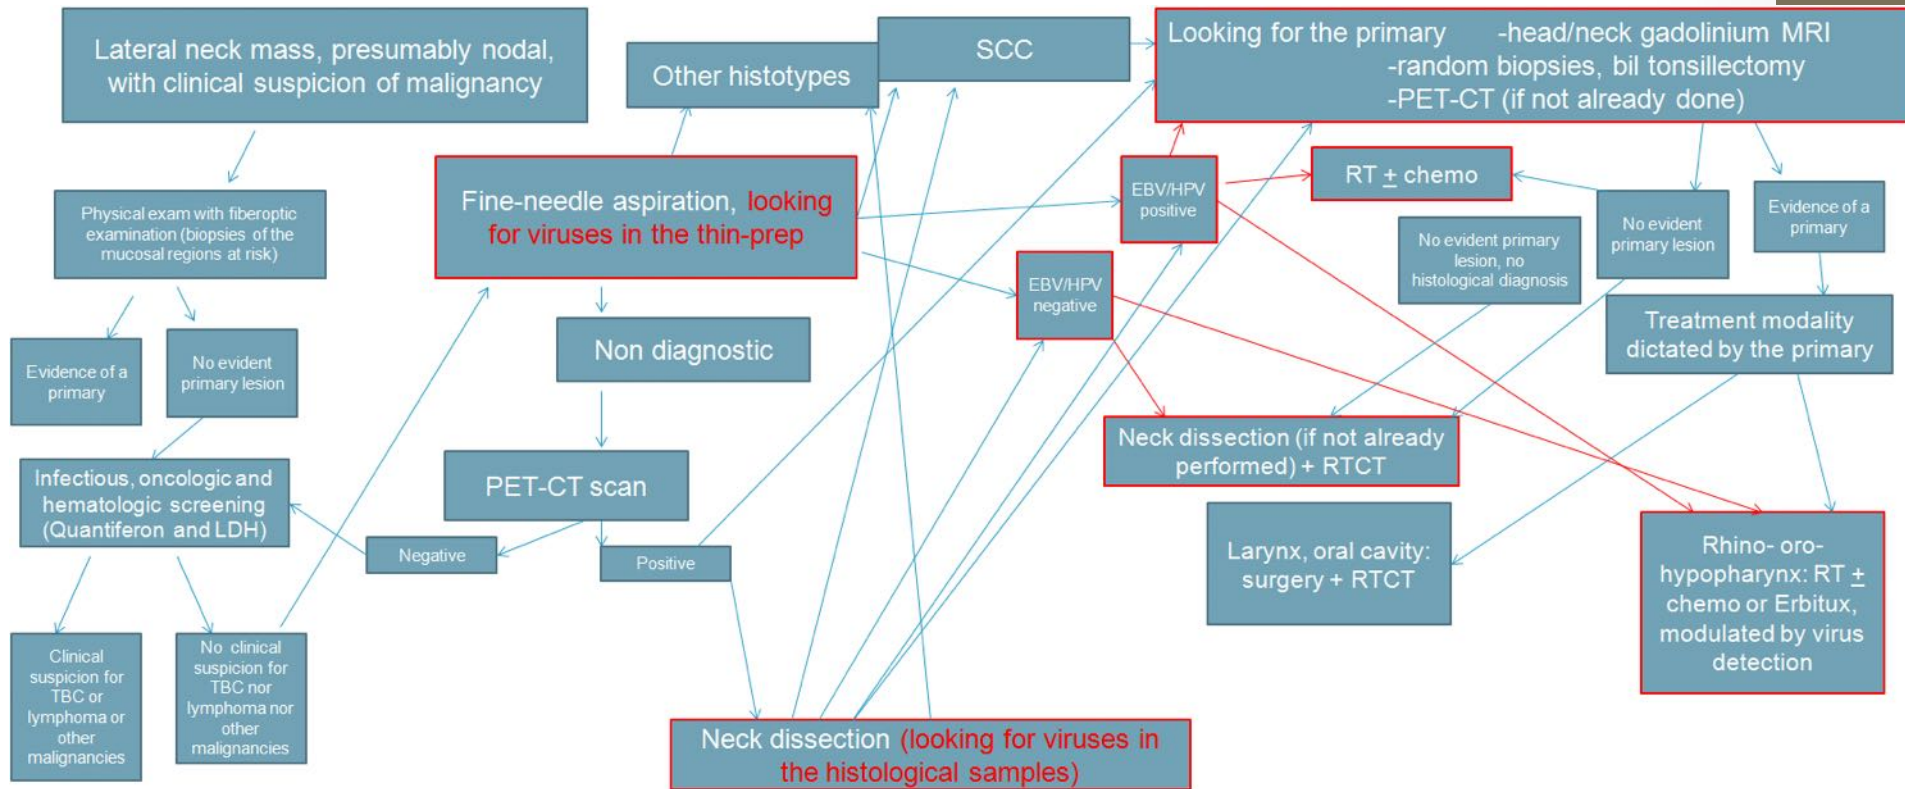 Lateral neck mass, presumably nodal,
with clinical suspicion of malignancy
Other histotypes
SCC
Looking for the primary -head/neck gadolinium MRI
-random biopsies, bil tonsillectomy
-PET-CT (if not already done)
Physical exam with fiberoptic
examination (biopsies of the
mucosal regions at risk)
Fine-needle aspiration, looking
for viruses in the thin-prep
EBV/HPV
positive
RT ± chemo
No evident primary
lesion, no
histological diagnosis
No evident
primary lesion
Evidence of a
primary
EBV/HPV
negative
Non diagnostic
Treatment modality
dictated by the primary
Evidence of a
primary
No evident
primary lesion
Neck dissection (if not already
performed) + RTCT
Infectious, oncologic and
hematologic screening
(Quantiferon and LDH)
PET-CT scan
Negative
Positive
Larynx, oral cavity:
surgery + RTCT
Rhino- oro-
hypopharynx: RT ±
chemo or Erbitux,
modulated by virus
detection
Clinical
suspicion for
TBC or
lymphoma or
other
malignancies
No clinical
suspicion for
TBC nor
lymphoma nor
other
malignancies
Neck dissection (looking for viruses in
the histological samples)